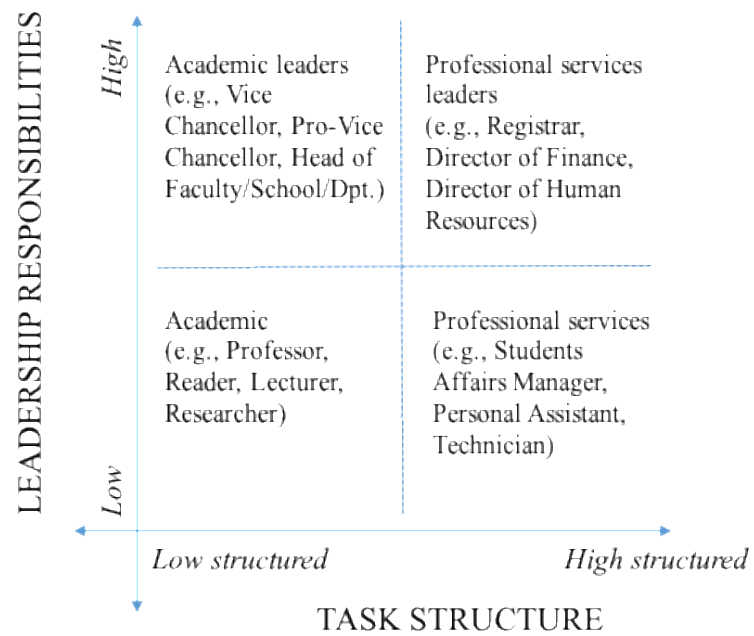 LEADERSHIP RESPONSIBILITIES
High
Low
Academic leaders
(e.g., Vice
Chancellor, Pro-Vice
Chancellor, Head of
Faculty/School/Dpt.)
Professional services
leaders
(e.g., Registrar,
Director of Finance,
Director of Human
Resources)
Academic
(e.g., Professor,
Reader, Lecturer,
Researcher)
Professional services
(e.g., Students
Affairs Manager,
Personal Assistant,
Technician)
Low structured
High structured
TASK STRUCTURE